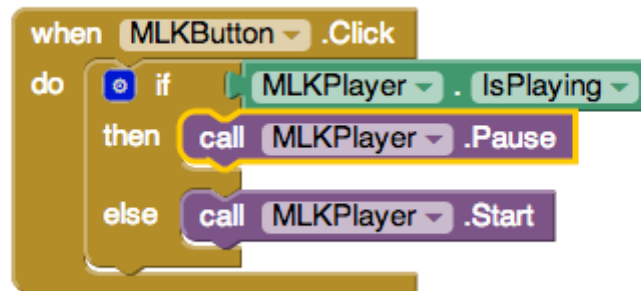 when MLKButton .Click
do if MLKPlayer . IsPlaying
then call MLKPlayer .Pause
else call MLKPlayer .Start